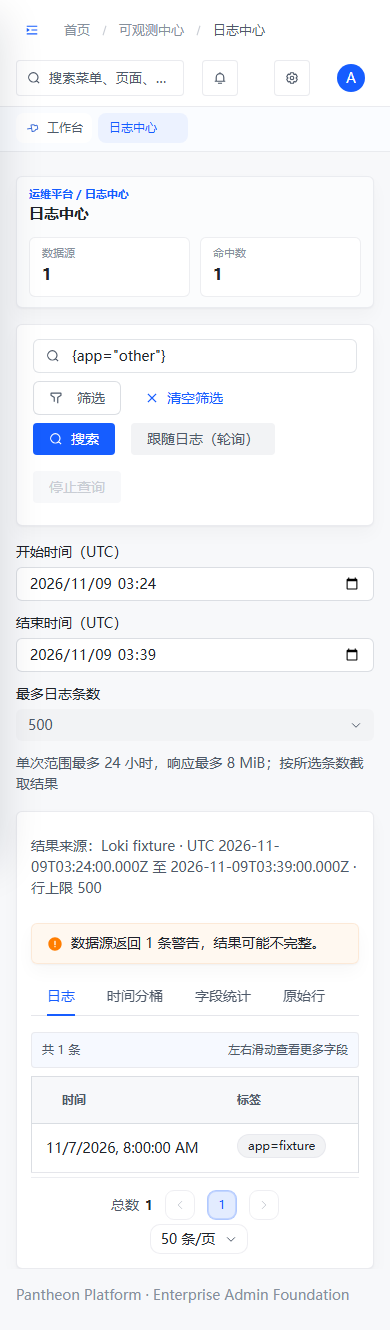 首页 / 可观测中心 / 日志中心
搜索菜单、页面、...
A
工作台 日志中心
运维平台 / 日志中心
日志中心
数据源 命中数
1 1
{app="other"}
筛选 清空筛选
搜索 跟随日志（轮询）
停止查询
开始时间（UTC）
2026/11/09 03:24
结束时间（UTC）
2026/11/09 03:39
最多日志条数
500
单次范围最多 24 小时，响应最多 8 MiB；按所选条数截
取结果
结果来源：Loki fixture · UTC 2026-11-
09T03:24:00.000Z 至 2026-11-09T03:39:00.000Z ·
行上限 500
数据源返回 1 条警告，结果可能不完整。
日志 时间分桶 字段统计 原始行
共 1 条 左右滑动查看更多字段
时间 标签
11/7/2026, 8:00:00 AM app=fixture
总数 1 1
50 条/页
Pantheon Platform · Enterprise Admin Foundation